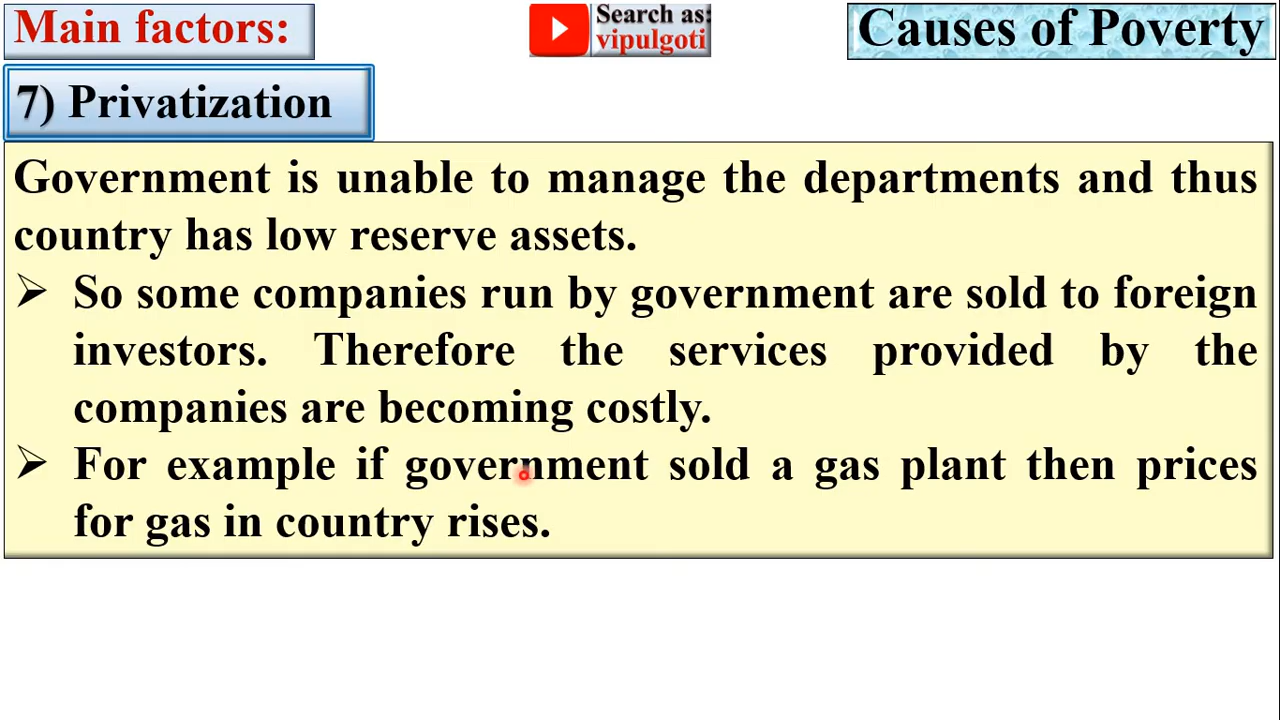 Main factors:
Search as:
vipulgoti
Causes of Poverty
7) Privatization
Government is unable to manage the departments and thus
country has low reserve assets.
➢ So some companies run by government are sold to foreign
investors. Therefore the services provided by the
companies are becoming costly.
➢ For example if government sold a gas plant then prices
for gas in country rises.